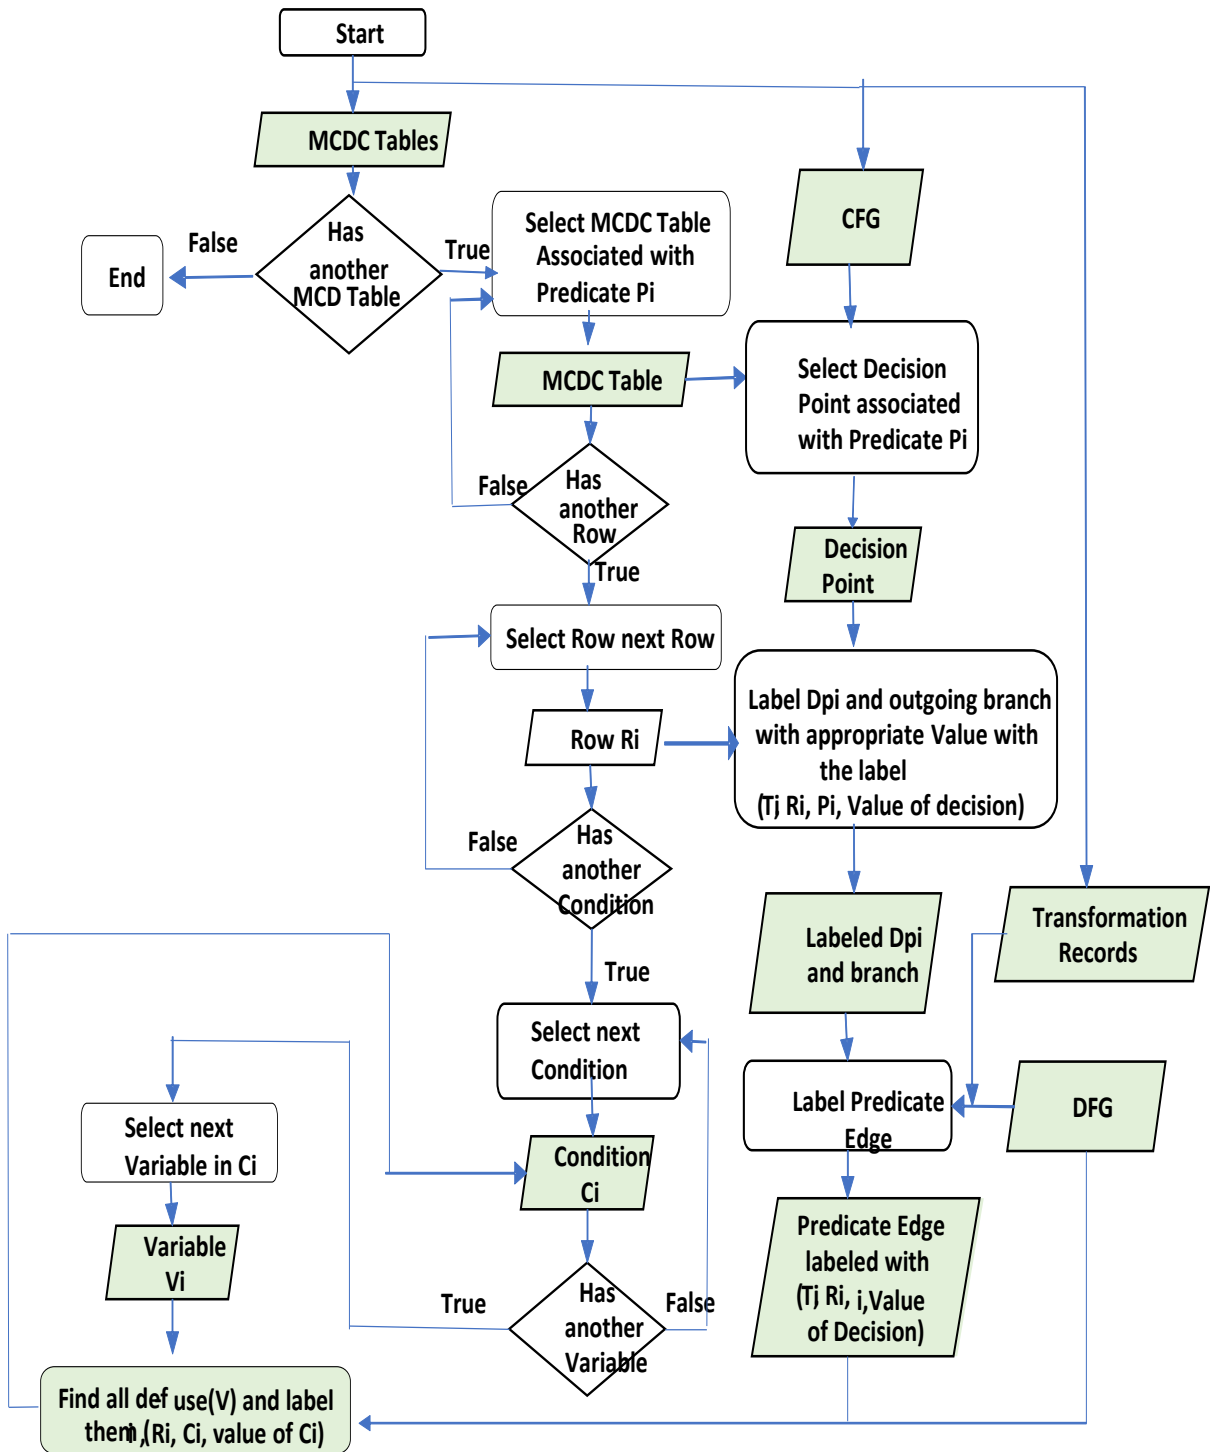 Start
MCDC Tables
Has
another
MCD Table
False
End
True
Select MCDC Table
Associated with
Predicate Pi
CFG
MCDC Table
Select Decision
Point associated
with Predicate Pi
Has
another
Row
False
True
Decision
Point
Select Row next Row
Row Ri
Label Dpi and outgoing branch
with appropriate Value with
the label
(Tj, Ri, Pi, Value of decision)
Has
another
Condition
False
True
Labeled Dpi
and branch
Transformation
Records
Select next
Condition
Label Predicate
Edge
DFG
Select next
Variable in Ci
Condition
Ci
Variable
Vi
Predicate Edge
labeled with
(Tj, Ri, i,Value
of Decision)
Has
another
Variable
True
False
Find all def use(V) and label
(Ri, Ci, value of Ci)